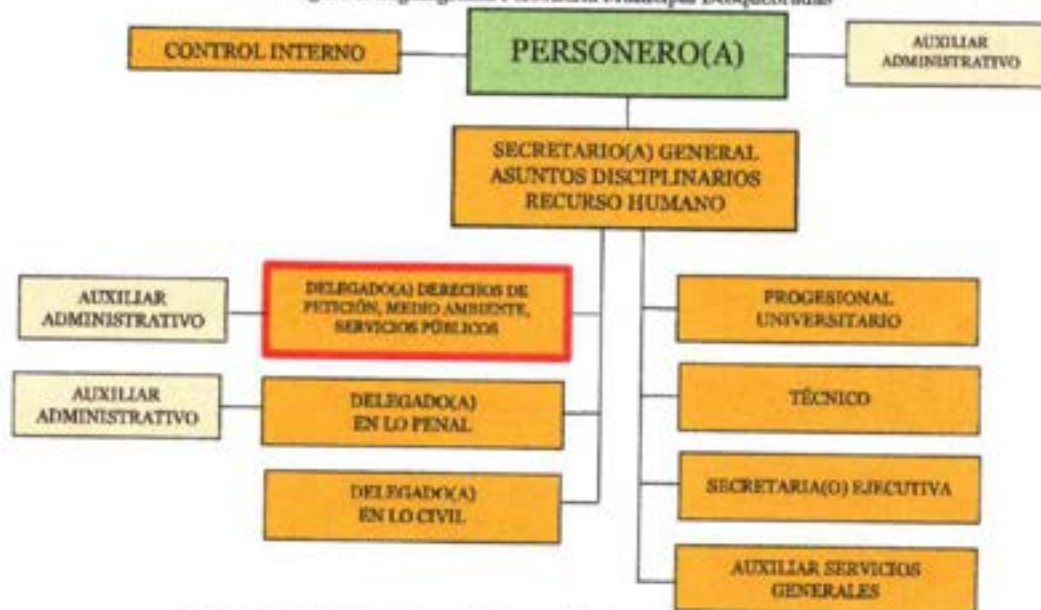 CONTROL INTERNO
PERSONERO(A)
AUXILIAR
ADMINISTRATIVO
SECRETARIO(A) GENERAL
ASUNTOS DISCIPLINARIOS
RECURSO HUMANO
AUXILIAR
ADMINISTRATIVO
DELEGADO(A) DERECHOS DE
PETICIÓN, MEDIO AMBIENTE,
SERVICIOS PÚBLICOS
AUXILIAR
ADMINISTRATIVO
DELEGADO(A)
EN LO PENAL
DELEGADO(A)
EN LO CIVIL
PROGESIONAL
UNIVERSITARIO
TÉCNICO
SECRETARIA(O) EJECUTIVA
AUXILIAR SERVICIOS
GENERALES